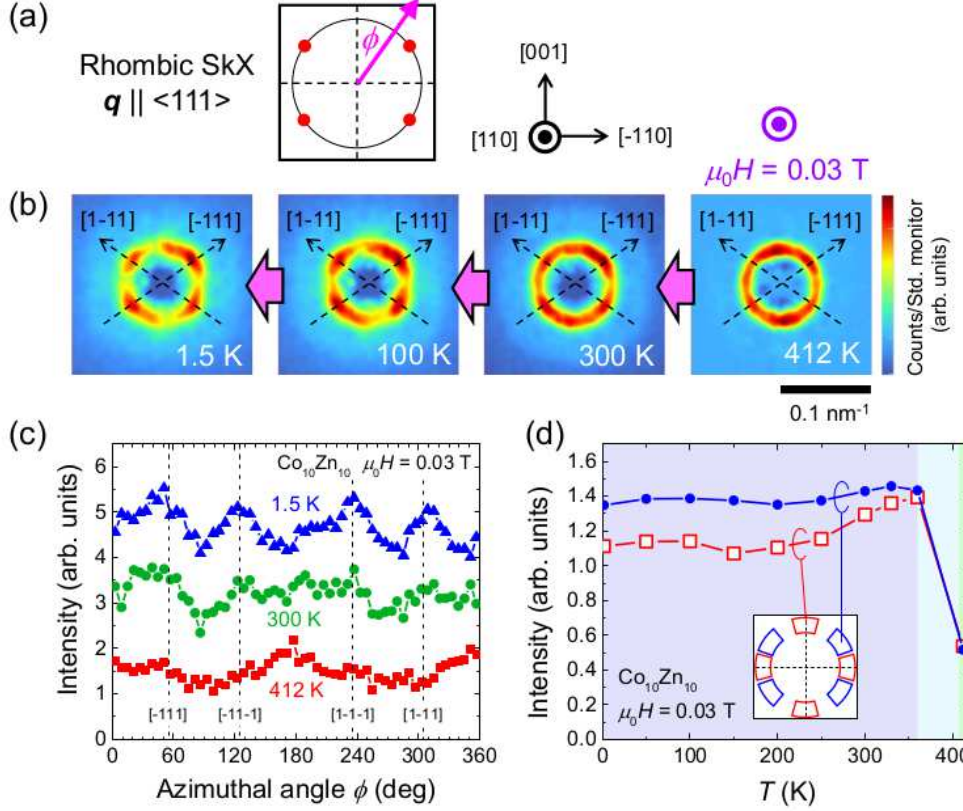 (a)
Rhombic SkX
q || <111>
ϕ
[001]
[110]
[-110]
μ₀H = 0.03 T
(b)
[1-11] [-111] [1-11] [-111] [1-11] [-111] [1-11] [-111]
1.5 K 100 K 300 K 412 K
Counts/Std. monitor
(arb. units)
0.1 nm⁻¹
(c)
Intensity (arb. units)
6
5
4
3
2
1
0
Co₁₀Zn₁₀ μ₀H = 0.03 T
1.5 K
300 K
412 K
[-111] [-11-1] [1-1-1] [1-11]
0 60 120 180 240 300 360
Azimuthal angle ϕ (deg)
(d)
Intensity (arb. units)
1.6
1.4
1.2
1.0
0.8
0.6
0.4
0.2
0.0
Co₁₀Zn₁₀
μ₀H = 0.03 T
0 100 200 300 400
T (K)